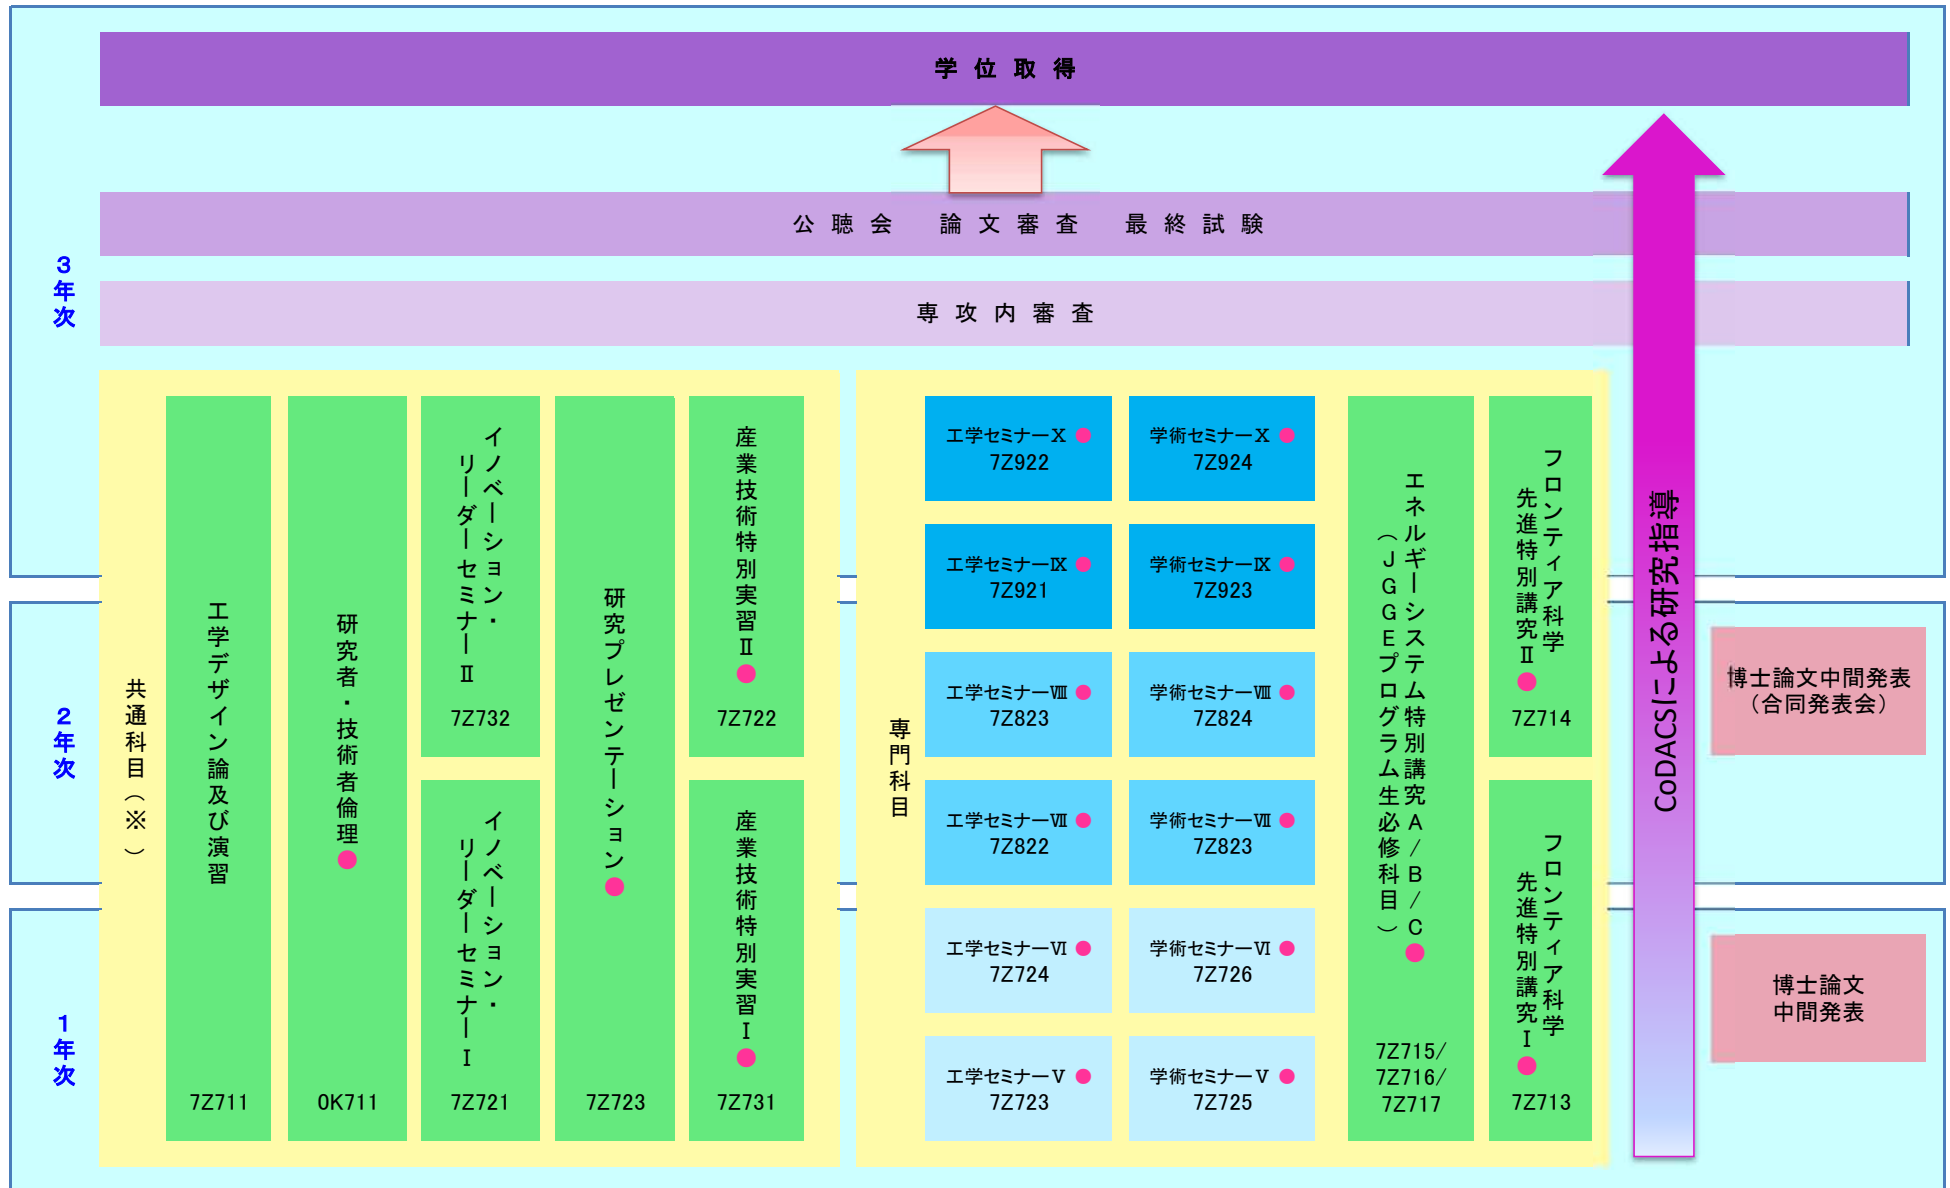 学位取得
公聴会 論文審査 最終試験
専攻内審査
3年次
2年次
1年次
共通科目(※)
工学デザイン論及び演習
7Z711
研究者・技術者倫理●
0K711
イノベーション・
リーダーセミナーⅡ
7Z732
イノベーション・
リーダーセミナーⅠ
7Z721
研究プレゼンテーション●
7Z723
産業技術特別実習Ⅱ●
7Z722
産業技術特別実習Ⅰ●
7Z731
専門科目
工学セミナーⅩ●
7Z922
学術セミナーⅩ●
7Z924
工学セミナーⅨ●
7Z921
学術セミナーⅨ●
7Z923
工学セミナーⅧ●
7Z823
学術セミナーⅧ●
7Z824
工学セミナーⅦ●
7Z822
学術セミナーⅦ●
7Z823
工学セミナーⅥ●
7Z724
学術セミナーⅥ●
7Z726
工学セミナーⅤ●
7Z723
学術セミナーⅤ●
7Z725
エネルギーシステム特別講究A/B/C●
(JGGEプログラム生必修科目)
7Z715/
7Z716/
7Z717
フロンティア科学
先進特別講究Ⅱ●
7Z714
フロンティア科学
先進特別講究Ⅰ●
7Z713
CoDACSによる研究指導
博士論文中間発表
(合同発表会)
博士論文
中間発表